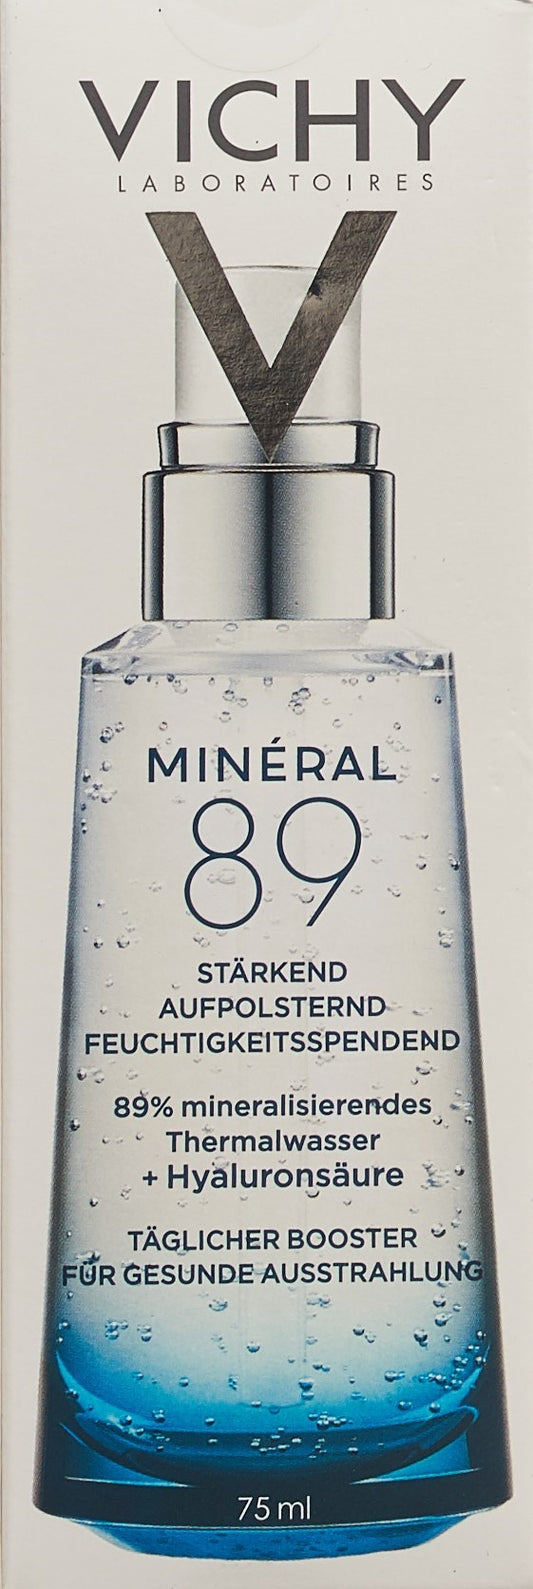 VICHY
LABORATOIRES
MINÉRAL
89
STÄRKEND
AUFPOLSTERND
FEUCHTIGKEITSSPENDEND
89% mineralisierendes
Thermalwasser
+ Hyaluronsäure
TÄGLICHER BOOSTER
FÜR GESUNDE AUSSTRAHLUNG
75 ml